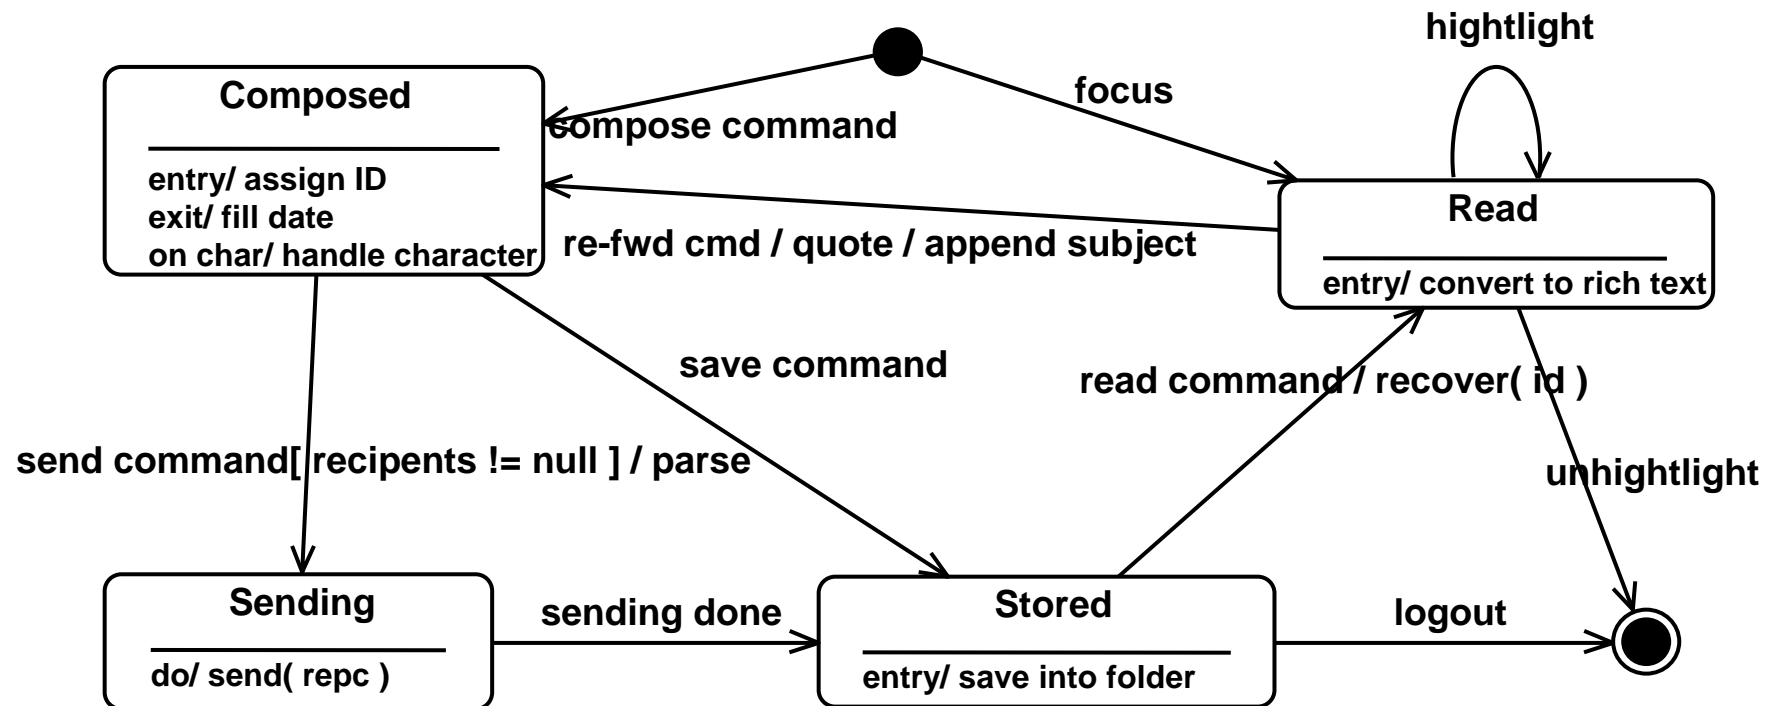 hightlight
Composed
focus
compose command
entry/ assign ID
exit/ fill date
on char/ handle character
Read
re-fwd cmd / quote / append subject
entry/ convert to rich text
save command
read command / recover( id )
send command[ recipents != null ] / parse
unhightlight
Sending
sending done
Stored
logout
do/ send( repc )
entry/ save into folder